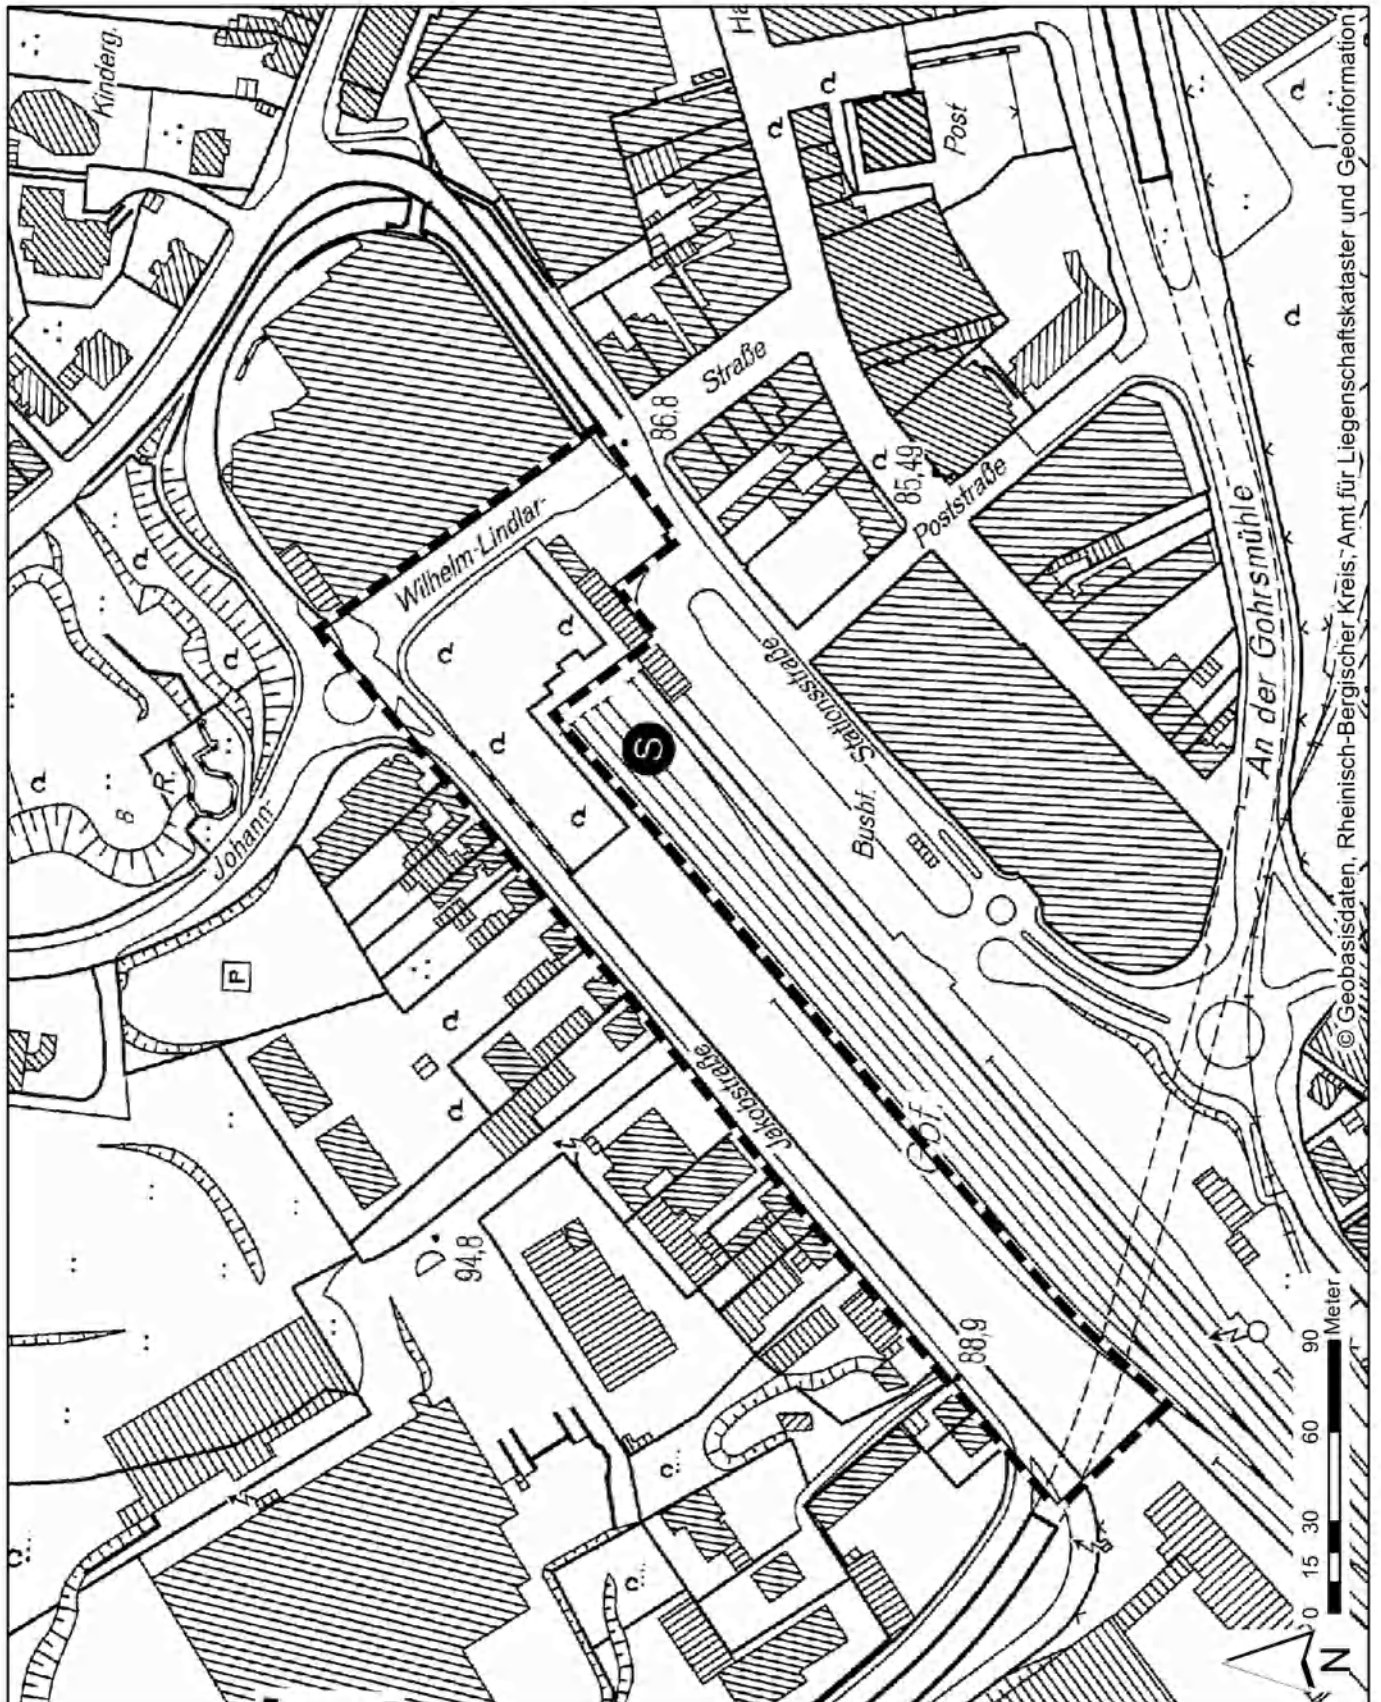 Kinderg.
Ha
Post
Straße
86,8
85,49
Poststraße
Wilhelm-Lindlar-
An der Gohrsmühle
Stationsstraße
S
Busbf.
R.
Johann-
P
Jakobstraße
94,8
88,9
© Geobasisdaten, Rheinisch-Bergischer Kreis, Amt für Liegenschaftskataster und Geoinformation
0 15 30 60 90
Meter
N